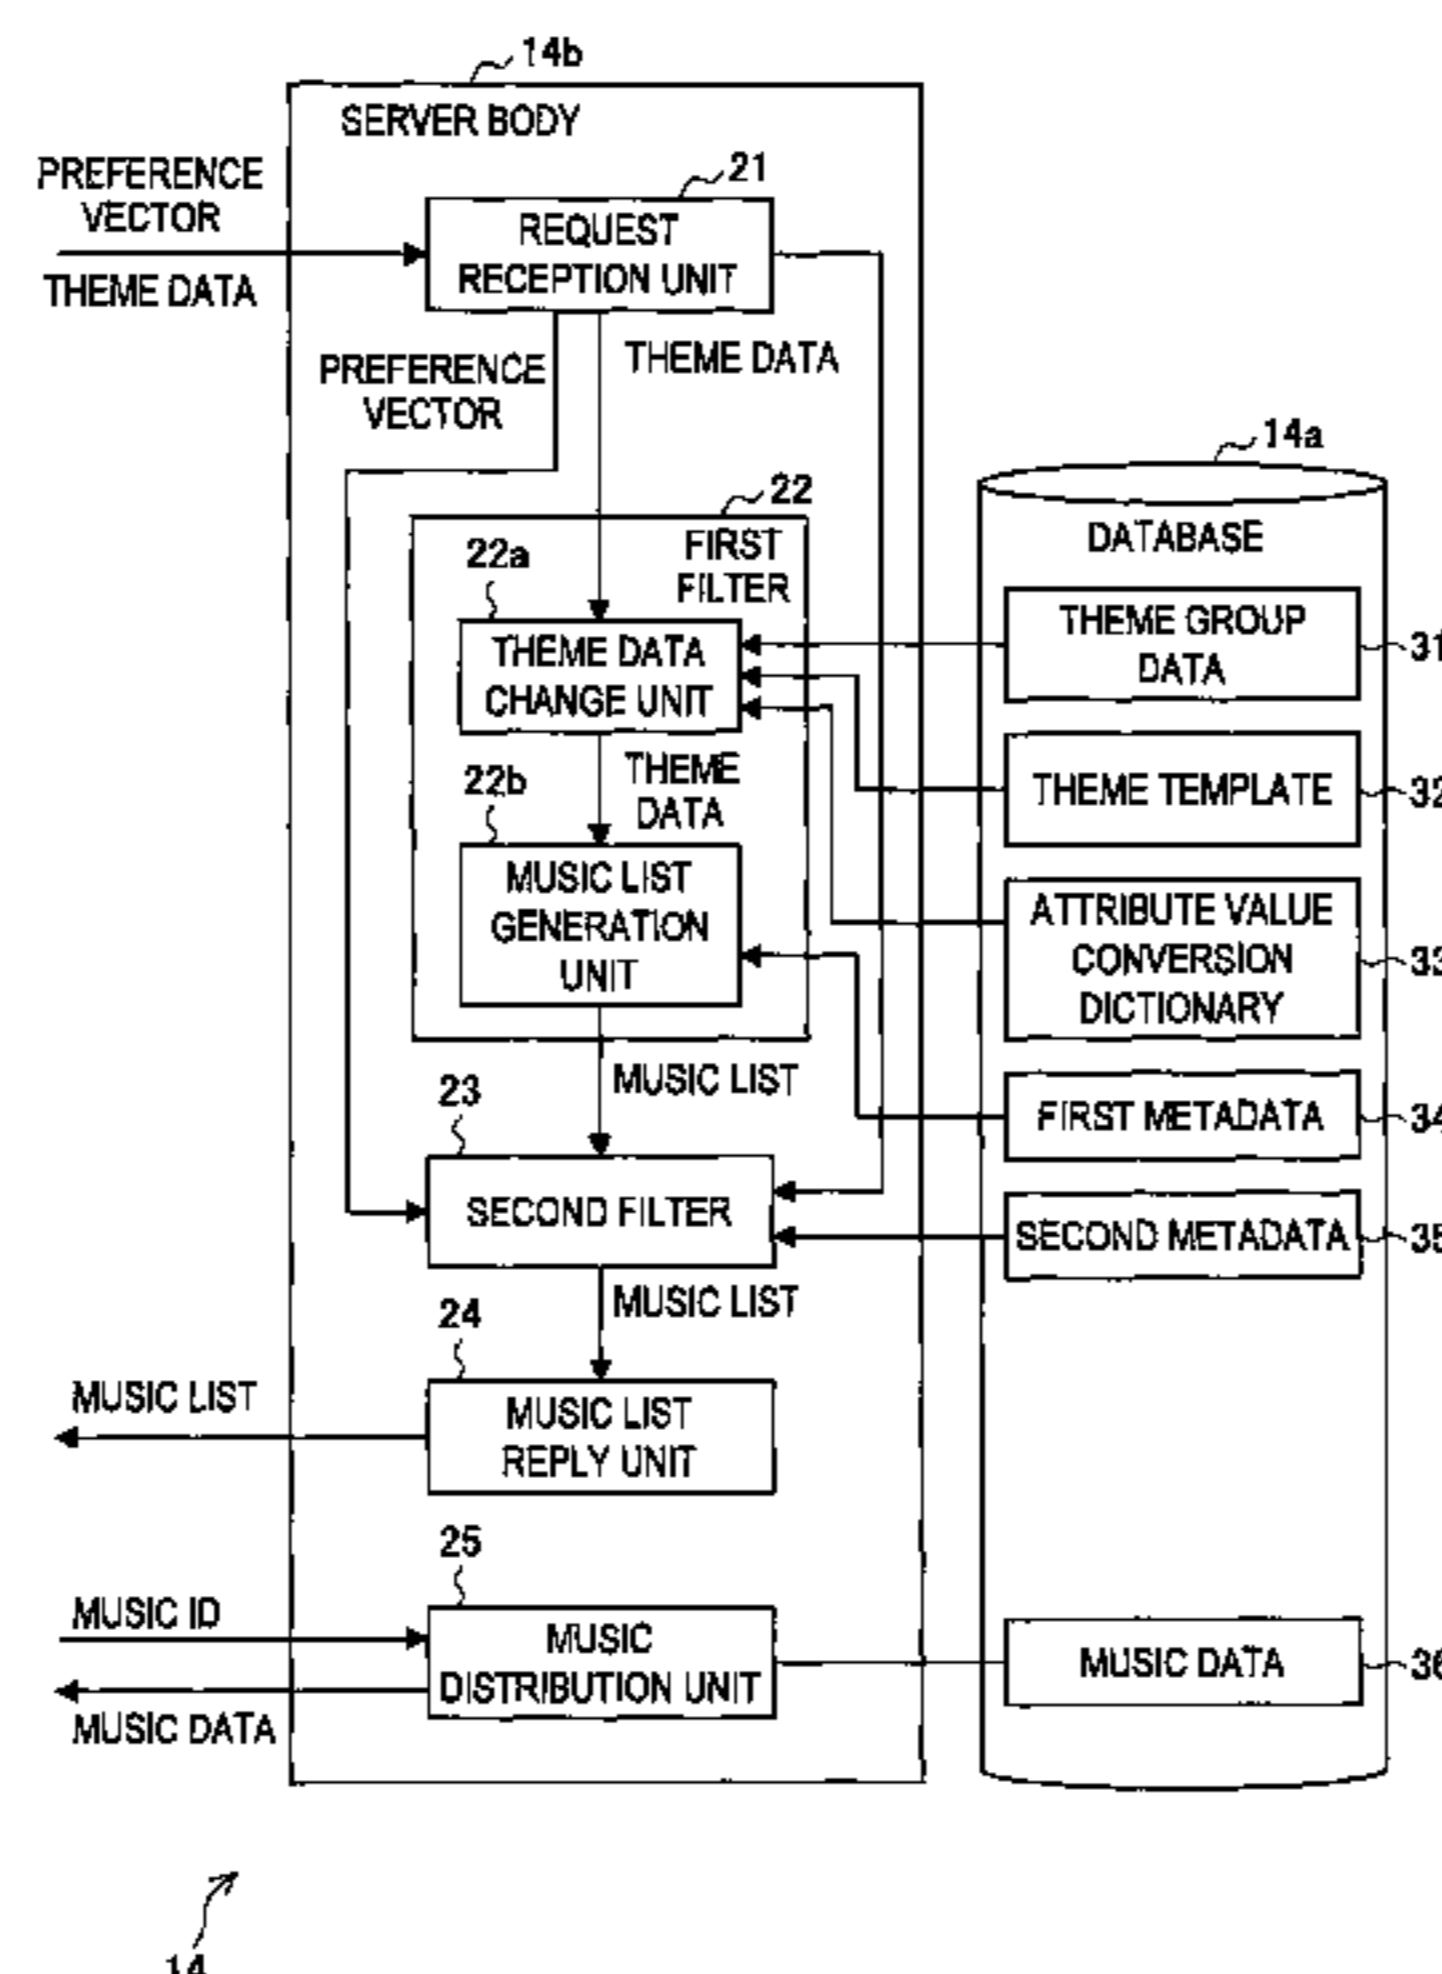 14b
SERVER BODY
PREFERENCE
VECTOR
THEME DATA
21
REQUEST
RECEPTION UNIT
PREFERENCE
VECTOR
THEME DATA
14a
DATABASE
22
FIRST
FILTER
22a
THEME DATA
CHANGE UNIT
THEME GROUP
DATA
31
THEME
DATA
THEME TEMPLATE
32
22b
MUSIC LIST
GENERATION
UNIT
ATTRIBUTE VALUE
CONVERSION
DICTIONARY
33
MUSIC LIST
FIRST METADATA
34
23
SECOND FILTER
SECOND METADATA
35
MUSIC LIST
24
MUSIC LIST
REPLY UNIT
MUSIC LIST
25
MUSIC ID
MUSIC
DISTRIBUTION UNIT
MUSIC DATA
MUSIC DATA
36
14